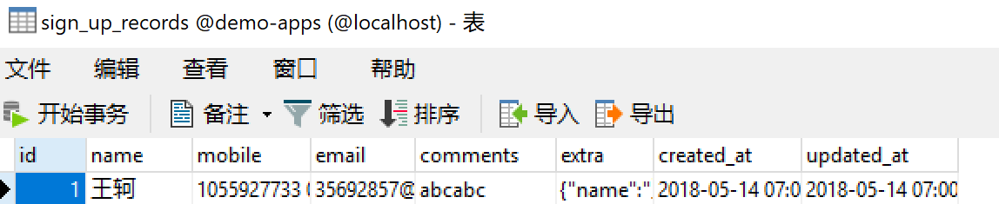 sign_up_records @demo-apps (@localhost) - 表
文件 编辑 查看 窗口 帮助
开始事务 备注 筛选 排序 导入 导出
id name mobile email comments extra created_at updated_at
1 王轲 1055927733 35692857@ abcabc {"name":" 2018-05-14 07:0 2018-05-14 07:00